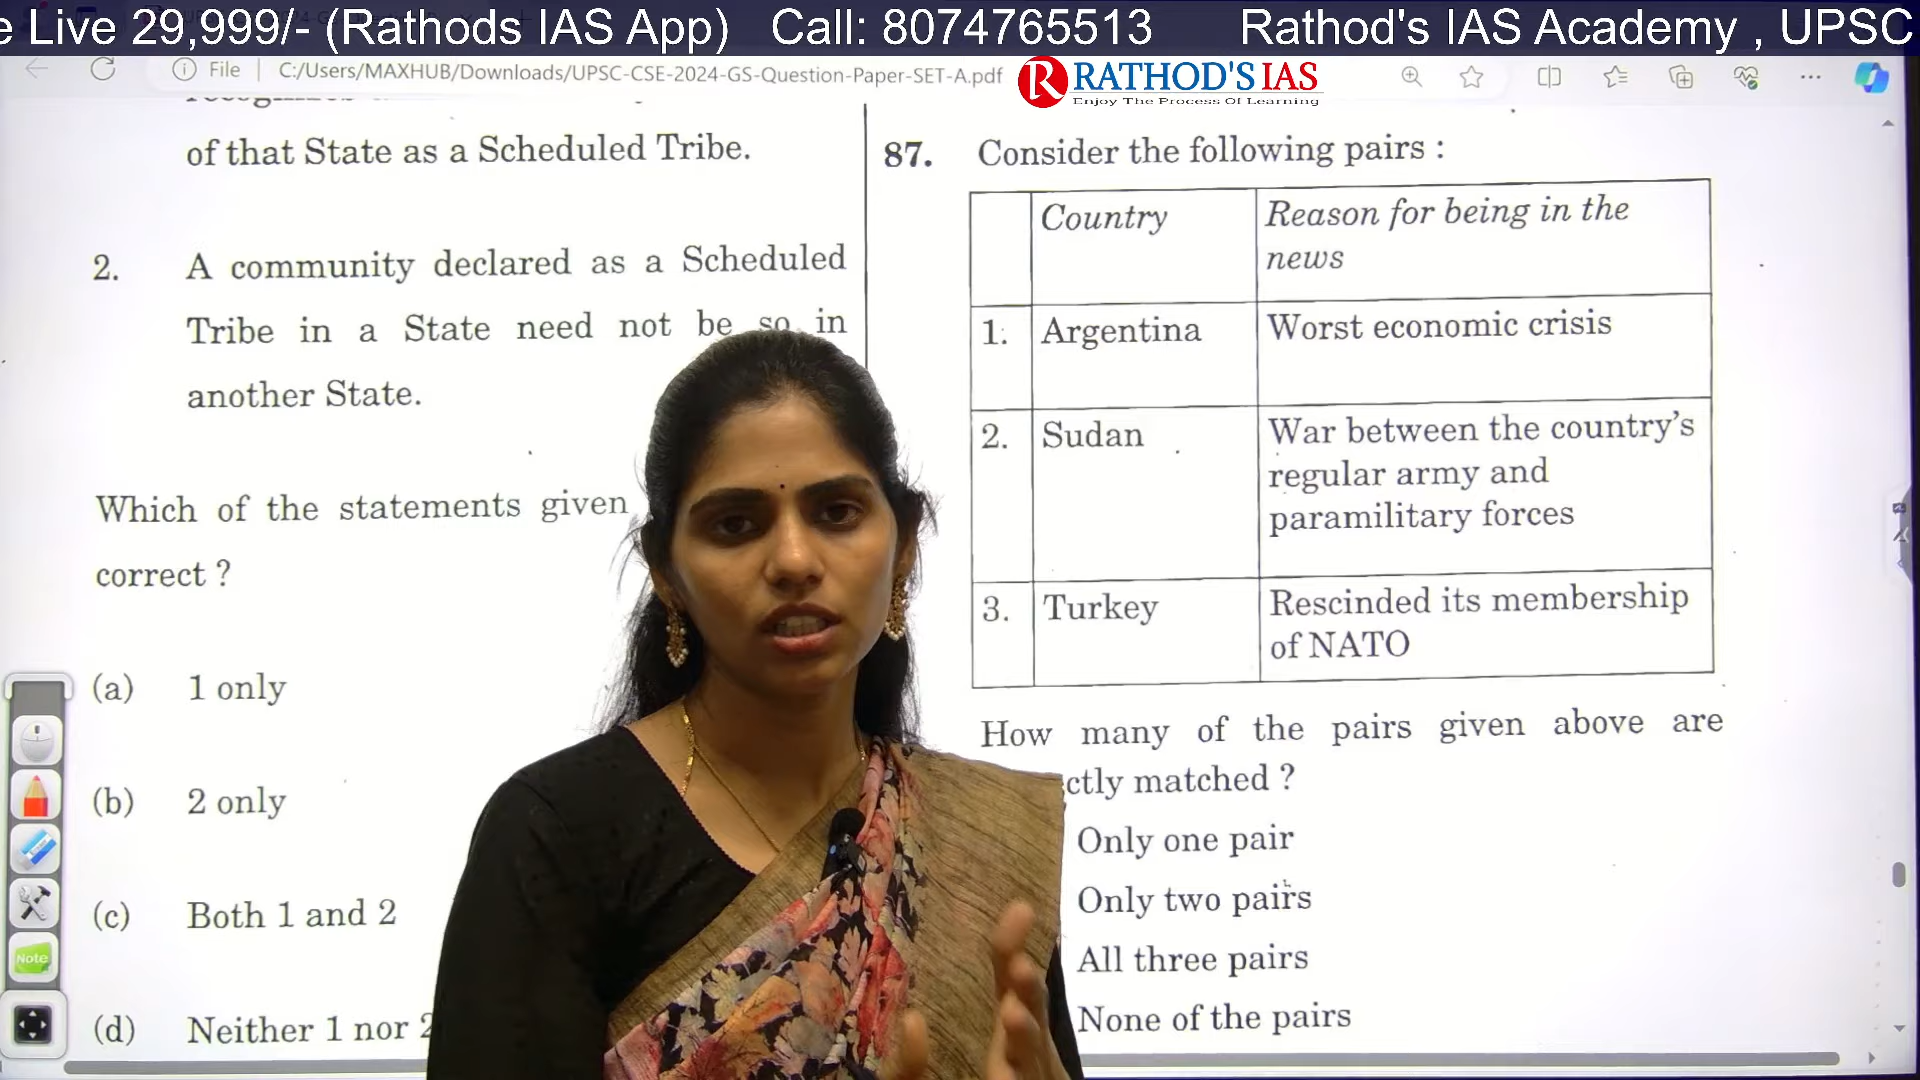 e Live 29,999/- (Rathods IAS App) Call: 8074765513 Rathod's IAS Academy , UPSC
File C:/Users/MAXHUB/Downloads/UPSC-CSE-2024-GS-Question-Paper-SET-A.pdf
RATHOD'S IAS
Enjoy The Process Of Learning
of that State as a Scheduled Tribe.
2. A community declared as a Scheduled
Tribe in a State need not be so in
another State.
Which of the statements given
correct ?
(a) 1 only
(b) 2 only
(c) Both 1 and 2
(d) Neither 1 nor 2
87. Consider the following pairs :
Country Reason for being in the
news
1. Argentina Worst economic crisis
2. Sudan War between the country's
regular army and
paramilitary forces
3. Turkey Rescinded its membership
of NATO
How many of the pairs given above are
ctly matched ?
Only one pair
Only two pairs
All three pairs
None of the pairs
Note